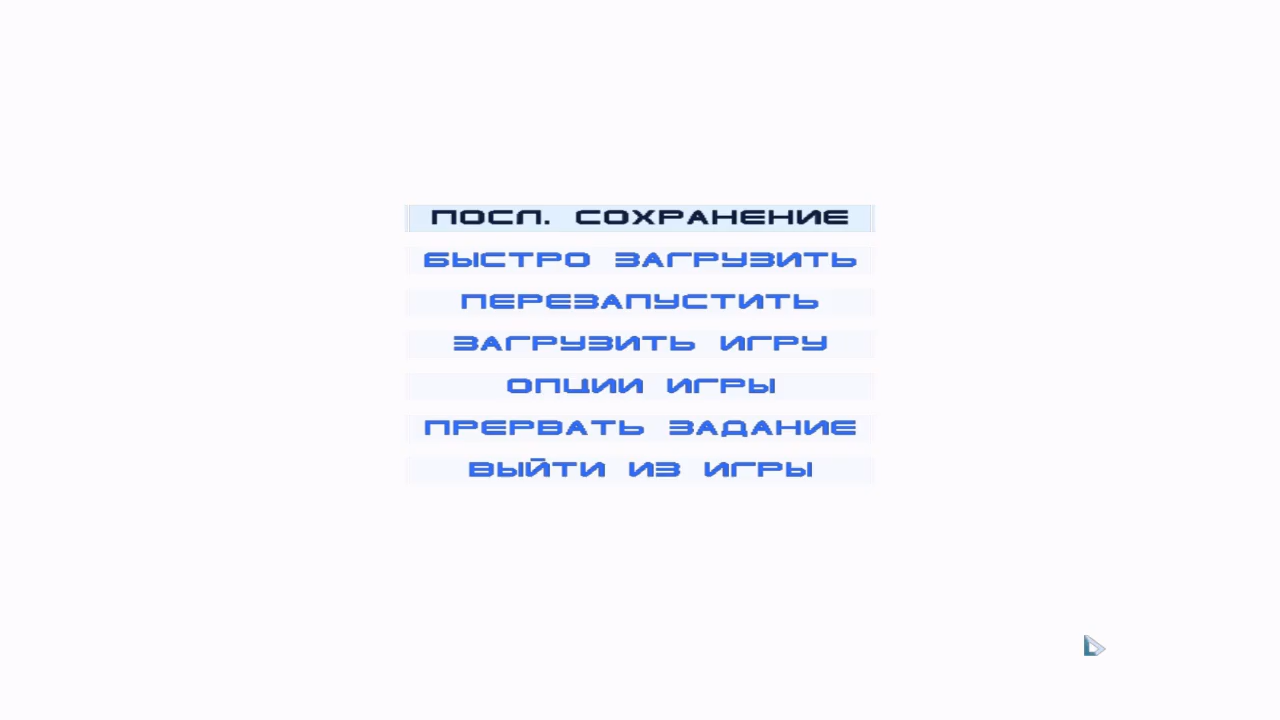 ПОСЛ. СОХРАНЕНИЕ
БЫСТРО ЗАГРУЗИТЬ
ПЕРЕЗАПУСТИТЬ
ЗАГРУЗИТЬ ИГРУ
ОПЦИИ ИГРЫ
ПРЕРВАТЬ ЗАДАНИЕ
ВЫЙТИ ИЗ ИГРЫ